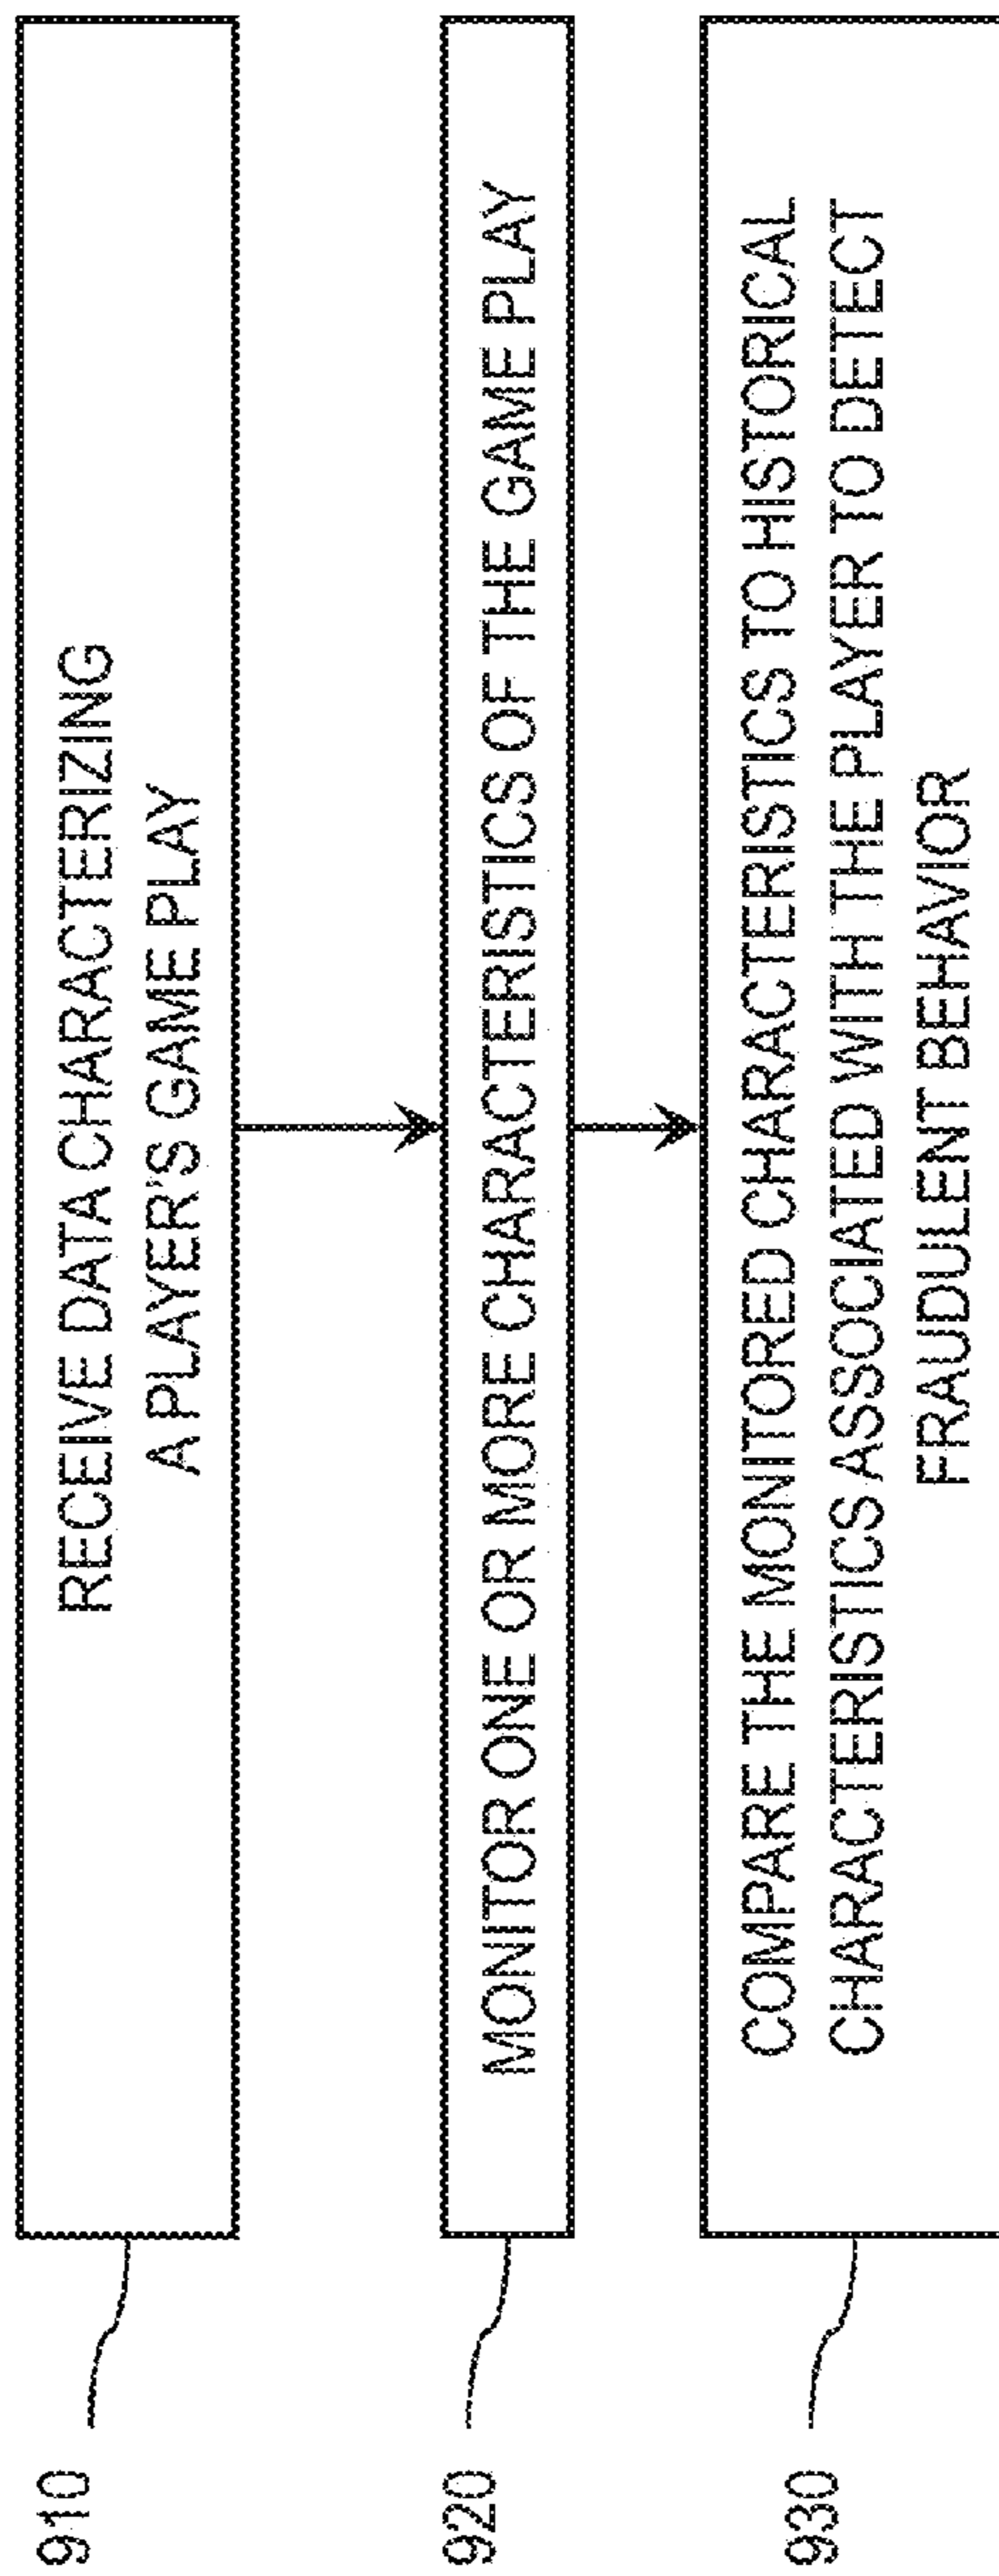 910
RECEIVE DATA CHARACTERIZING
A PLAYER'S GAME PLAY
920
MONITOR ONE OR MORE CHARACTERISTICS OF THE GAME PLAY
930
COMPARE THE MONITORED CHARACTERISTICS TO HISTORICAL
CHARACTERISTICS ASSOCIATED WITH THE PLAYER TO DETECT
FRAUDULENT BEHAVIOR